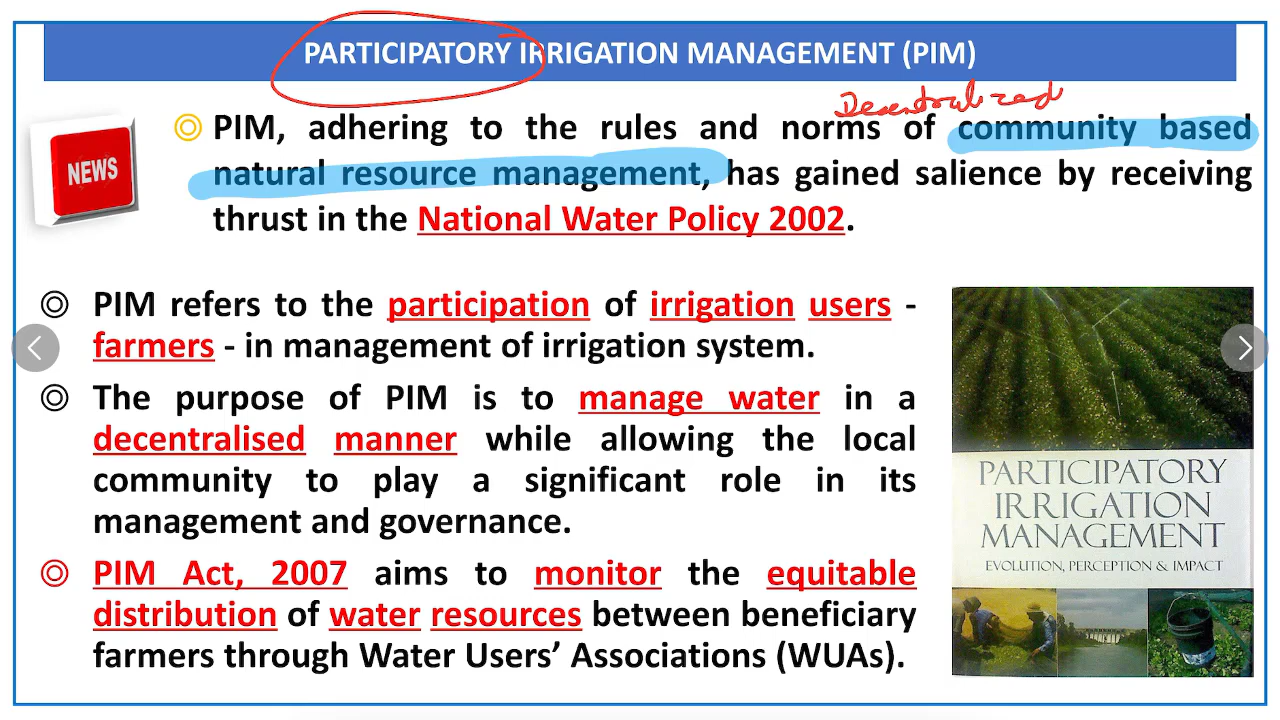 PARTICIPATORY IRRIGATION MANAGEMENT (PIM)
Decentralized
NEWS
PIM, adhering to the rules and norms of community based
natural resource management, has gained salience by receiving
thrust in the National Water Policy 2002.
PIM refers to the participation of irrigation users -
farmers - in management of irrigation system.
The purpose of PIM is to manage water in a
decentralised manner while allowing the local
community to play a significant role in its
management and governance.
PIM Act, 2007 aims to monitor the equitable
distribution of water resources between beneficiary
farmers through Water Users’ Associations (WUAs).
PARTICIPATORY
IRRIGATION
MANAGEMENT
EVOLUTION, PERCEPTION & IMPACT